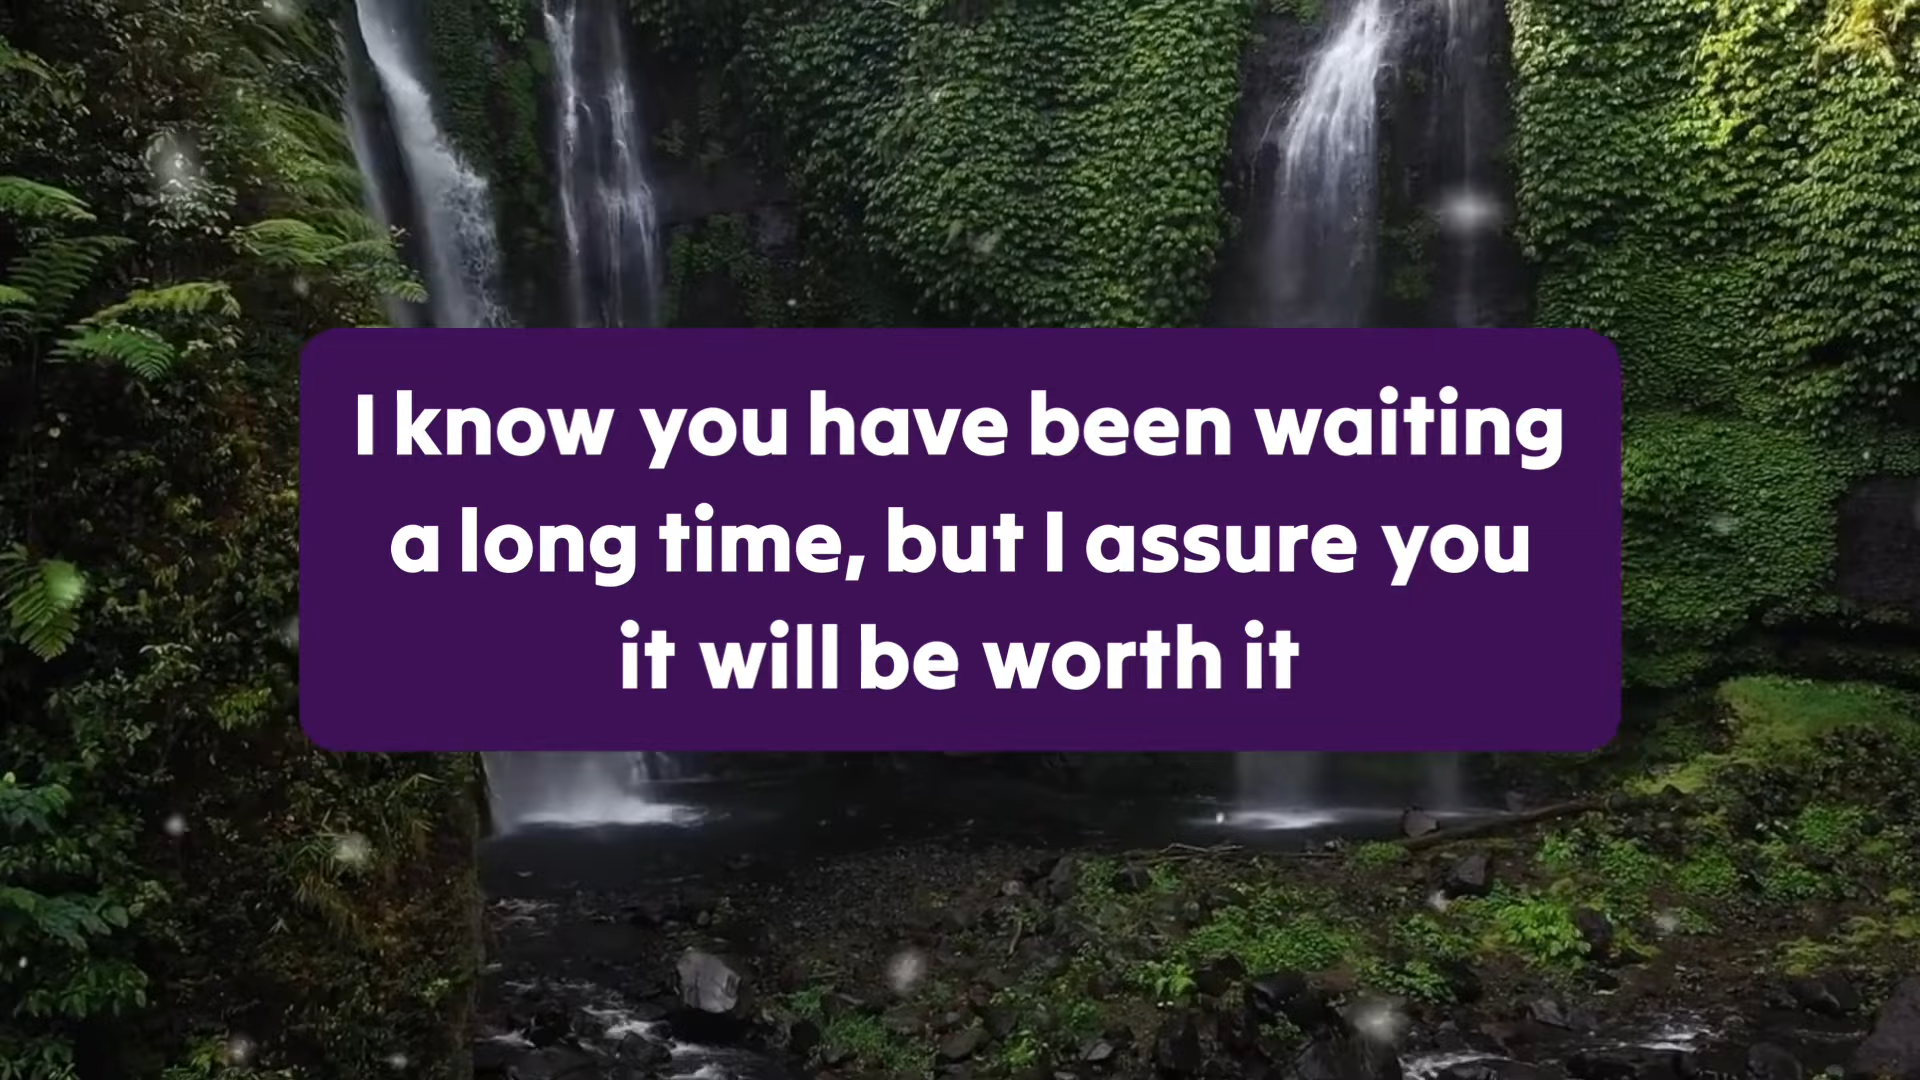 I know you have been waiting
a long time, but I assure you
it will be worth it